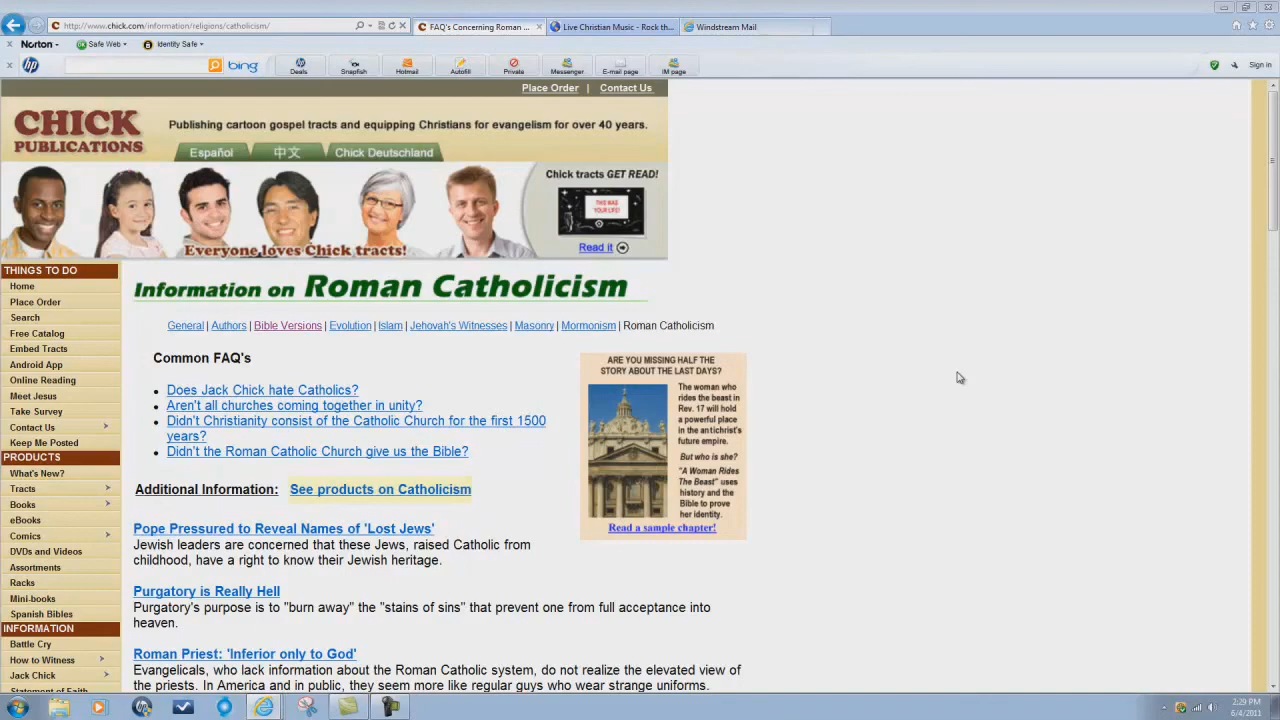 http://www.chick.com/information/religions/catholicism/
FAQ's Concerning Roman ...
Live Christian Music - Rock th...
Windstream Mail
Norton
Safe Web
Identity Safe
hp
bing
Deals
Snapfish
Hotmail
Autofill
Private
Messenger
E-mail page
IM page
Sign in
Place Order | Contact Us
CHICK
PUBLICATIONS
Publishing cartoon gospel tracts and equipping Christians for evangelism for over 40 years.
Español
中文
Chick Deutschland
Chick tracts GET READ!
THIS WAS
YOUR LIFE!
Read it
Everyone loves Chick tracts!
THINGS TO DO
Home
Place Order
Search
Free Catalog
Embed Tracts
Android App
Online Reading
Meet Jesus
Take Survey
Contact Us
Keep Me Posted
PRODUCTS
What's New?
Tracts
Books
eBooks
Comics
DVDs and Videos
Assortments
Racks
Mini-books
Spanish Bibles
INFORMATION
Battle Cry
How to Witness
Jack Chick
Statement of Faith
Information on Roman Catholicism
General | Authors | Bible Versions | Evolution | Islam | Jehovah's Witnesses | Masonry | Mormonism | Roman Catholicism
Common FAQ's
Does Jack Chick hate Catholics?
Aren't all churches coming together in unity?
Didn't Christianity consist of the Catholic Church for the first 1500
years?
Didn't the Roman Catholic Church give us the Bible?
ARE YOU MISSING HALF THE
STORY ABOUT THE LAST DAYS?
The woman who
rides the beast in
Rev. 17 will hold
a powerful place
in the antichrist's
future empire.
But who is she?
"A Woman Rides
The Beast" uses
history and the
Bible to prove
her identity.
Read a sample chapter!
Additional Information: See products on Catholicism
Pope Pressured to Reveal Names of 'Lost Jews'
Jewish leaders are concerned that these Jews, raised Catholic from
childhood, have a right to know their Jewish heritage.
Purgatory is Really Hell
Purgatory's purpose is to "burn away" the "stains of sins" that prevent one from full acceptance into
heaven.
Roman Priest: 'Inferior only to God'
Evangelicals, who lack information about the Roman Catholic system, do not realize the elevated view of
the priests. In America and in public, they seem more like regular guys who wear strange uniforms.
2:29 PM
6/4/2011